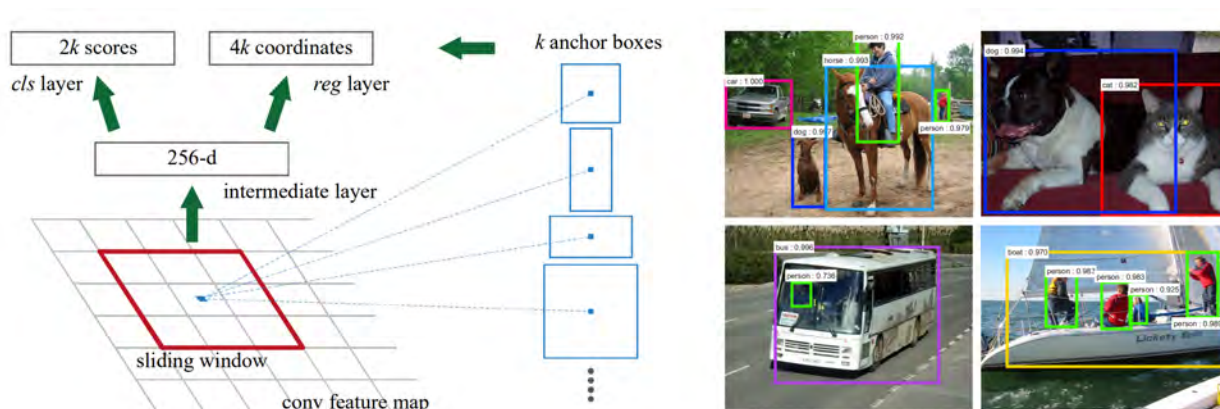 2k scores
4k coordinates
k anchor boxes
cls layer
reg layer
256-d
intermediate layer
sliding window
conv feature map
person : 0.992
horse : 0.993
car : 1.000
dog : 0.997
person : 0.979
dog : 0.994
cat : 0.982
bus : 0.996
person : 0.736
boat : 0.970
person : 0.983
person : 0.925